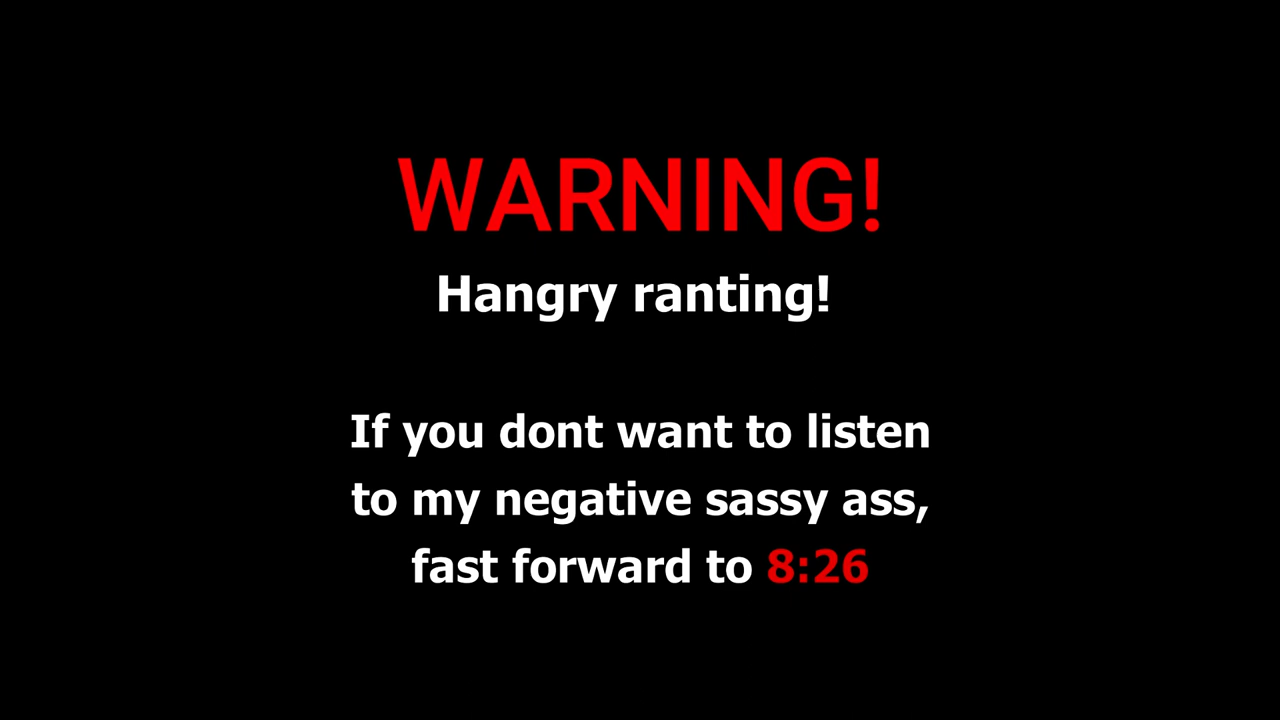 WARNING!
Hangry ranting!
If you dont want to listen
to my negative sassy ass,
fast forward to 8:26